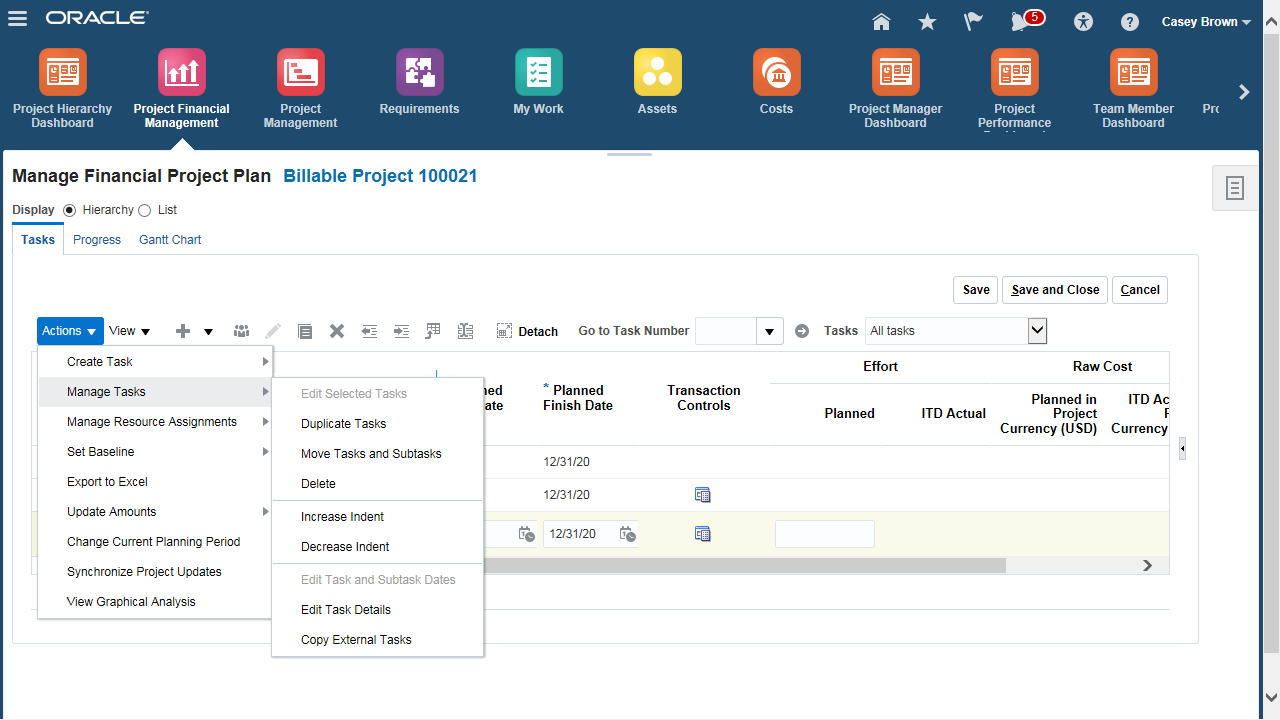 ORACLE
5
Casey Brown
Project Hierarchy
Dashboard
Project Financial
Management
Project
Management
Requirements
My Work
Assets
Costs
Project Manager
Dashboard
Project
Performance
Team Member
Dashboard
Manage Financial Project Plan Billable Project 100021
Display Hierarchy List
Tasks Progress Gantt Chart
Save Save and Close Cancel
Actions View Detach Go to Task Number Tasks All tasks
Create Task
Manage Tasks
Manage Resource Assignments
Set Baseline
Export to Excel
Update Amounts
Change Current Planning Period
Synchronize Project Updates
View Graphical Analysis
Edit Selected Tasks
Duplicate Tasks
Move Tasks and Subtasks
Delete
Increase Indent
Decrease Indent
Edit Task and Subtask Dates
Edit Task Details
Copy External Tasks
* Planned
Finish Date
Transaction
Controls
Effort
Raw Cost
Planned
ITD Actual
Planned in
Project
Currency (USD)
ITD
Currency
12/31/20
12/31/20
12/31/20